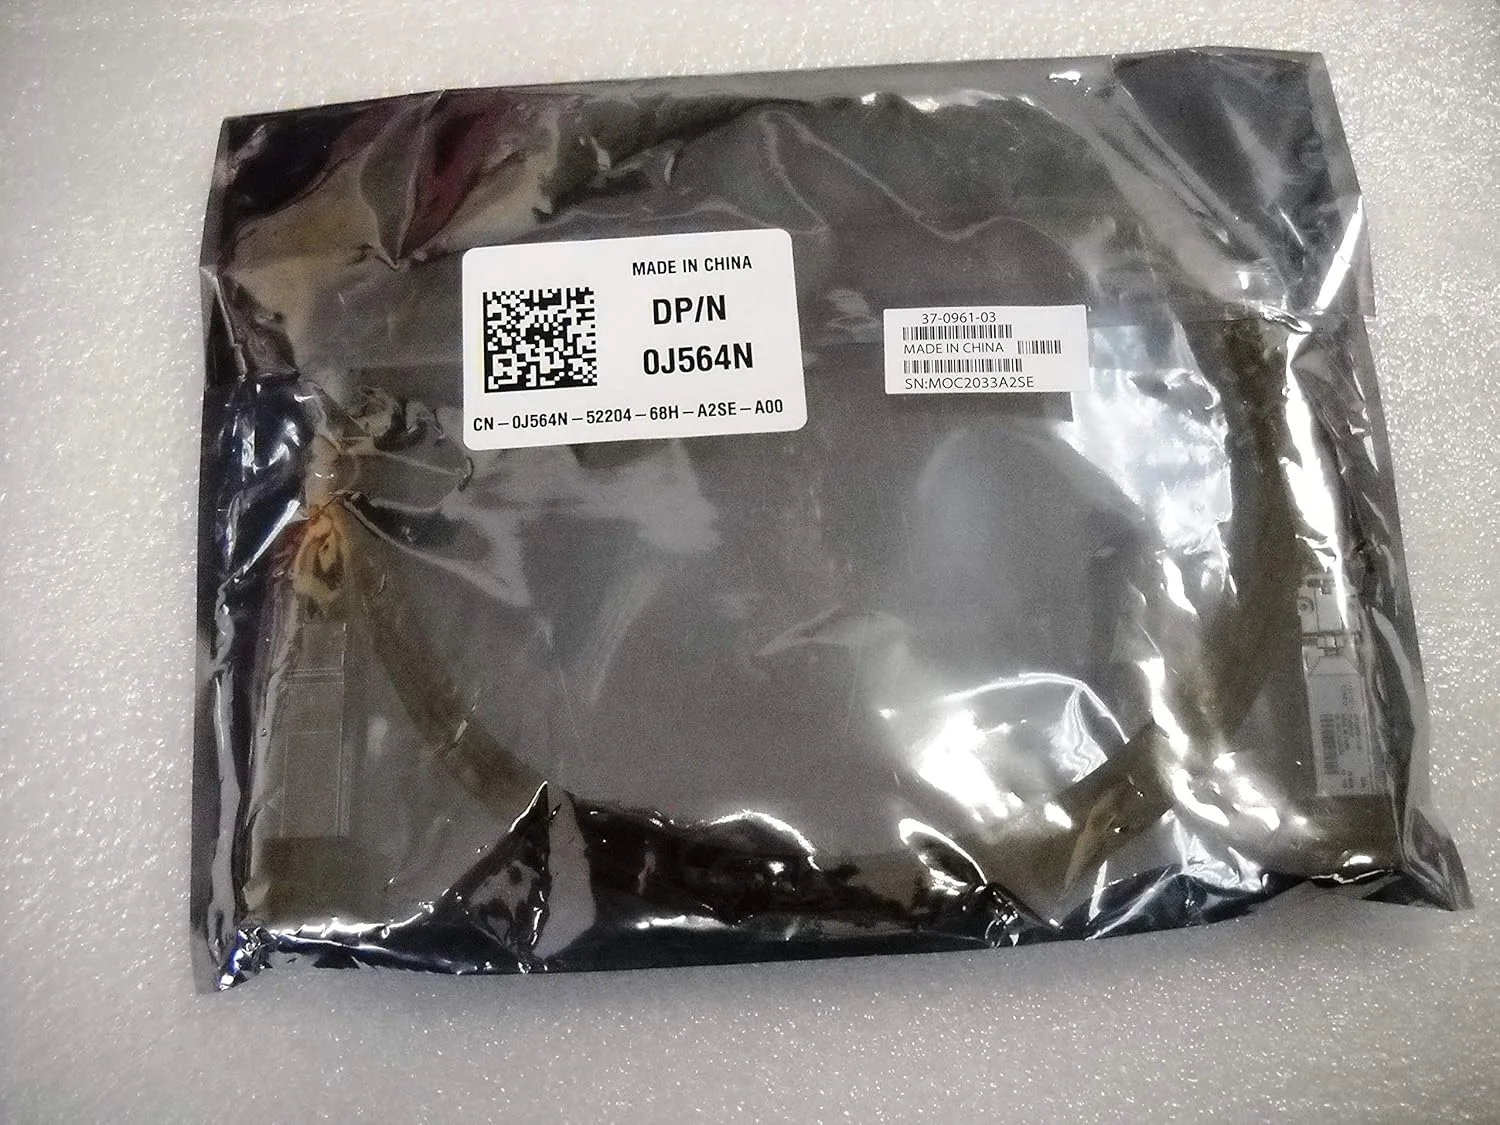 MADE IN CHINA
DP/N
0J564N
CN-0J564N-52204-68H-A2SE-A00
37-0961-03
MADE IN CHINA
SN:MOC2033A2SE